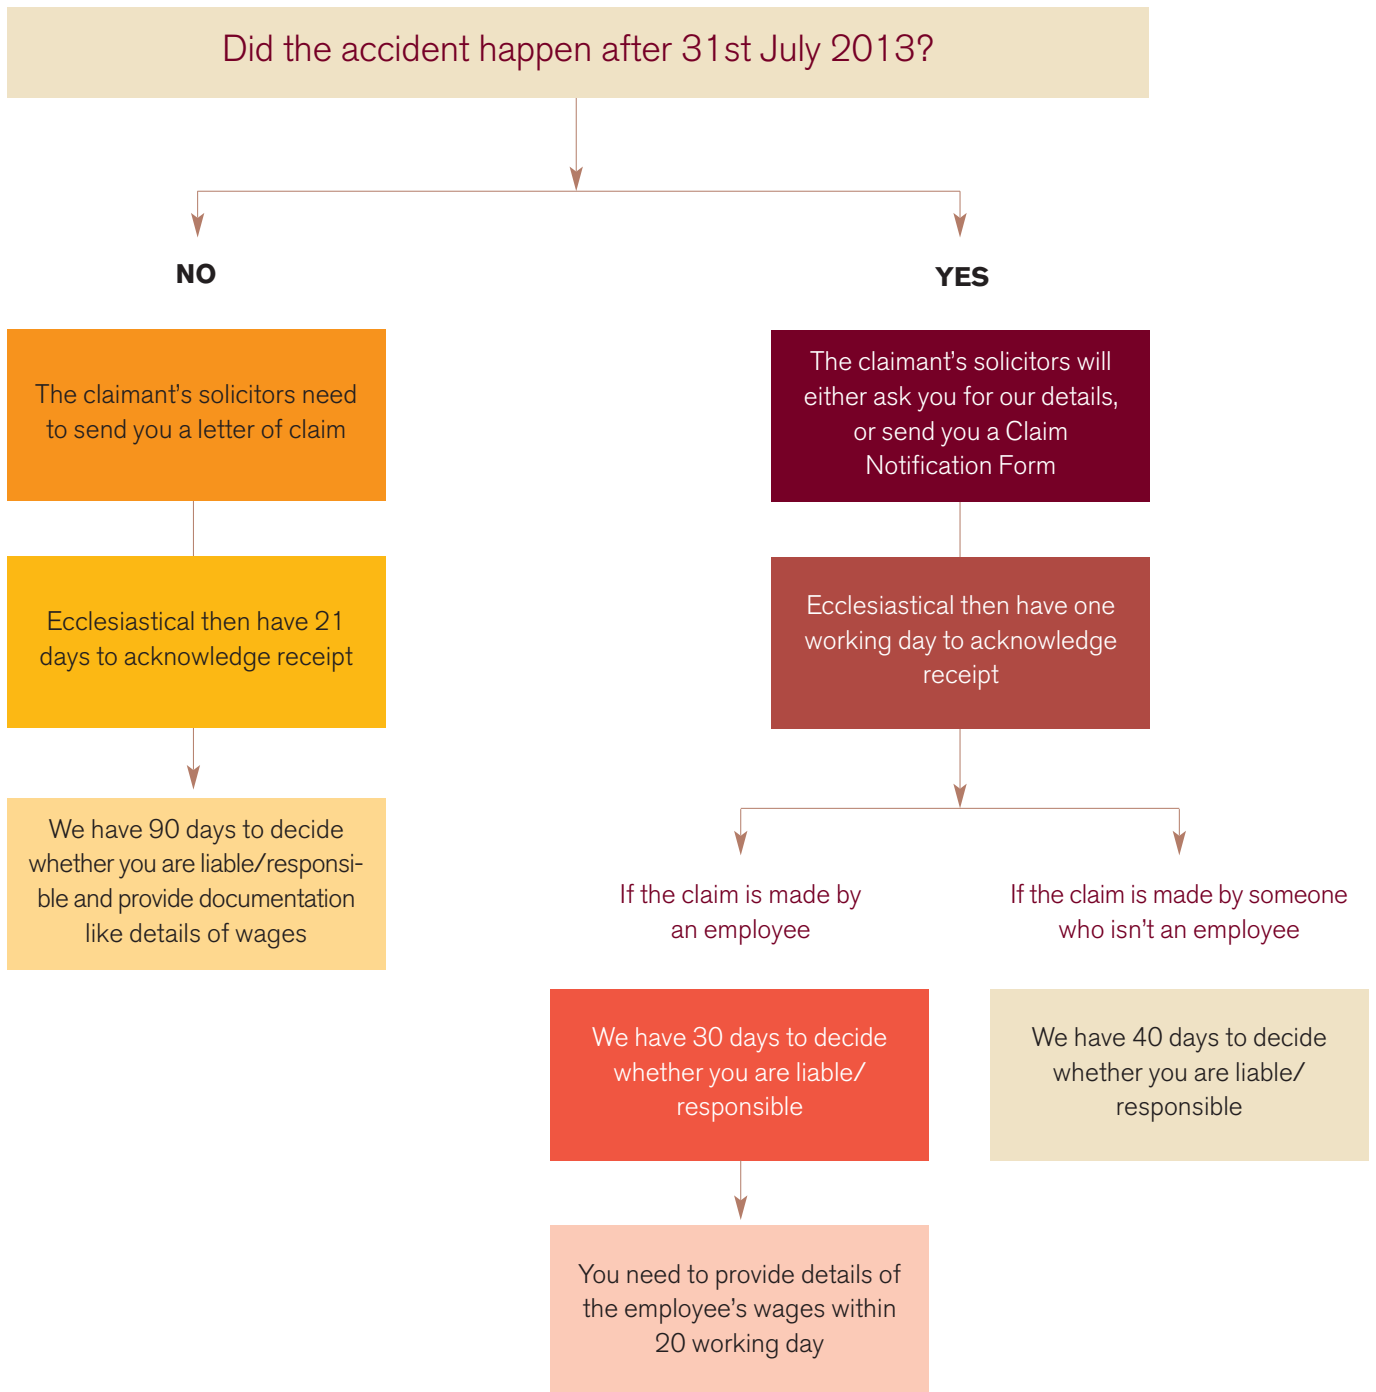 Did the accident happen after 31st July 2013?
NO
The claimant’s solicitors need
to send you a letter of claim
Ecclesiastical then have 21
days to acknowledge receipt
We have 90 days to decide
whether you are liable/responsi-
ble and provide documentation
like details of wages
YES
The claimant’s solicitors will
either ask you for our details,
or send you a Claim
Notification Form
Ecclesiastical then have one
working day to acknowledge
receipt
If the claim is made by
an employee
We have 30 days to decide
whether you are liable/
responsible
You need to provide details of
the employee’s wages within
20 working day
If the claim is made by someone
who isn’t an employee
We have 40 days to decide
whether you are liable/
responsible